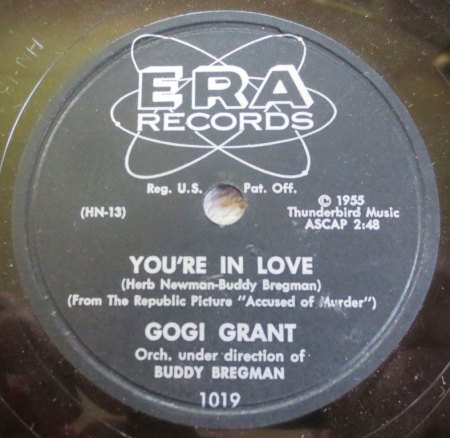 ERA
RECORDS
Reg. U.S. Pat. Off.
(HN-13)
© 1955
Thunderbird Music
ASCAP 2:48
YOU'RE IN LOVE
(Herb Newman-Buddy Bregman)
(From The Republic Picture "Accused of Murder")
GOGI GRANT
Orch. under direction of
BUDDY BREGMAN
1019